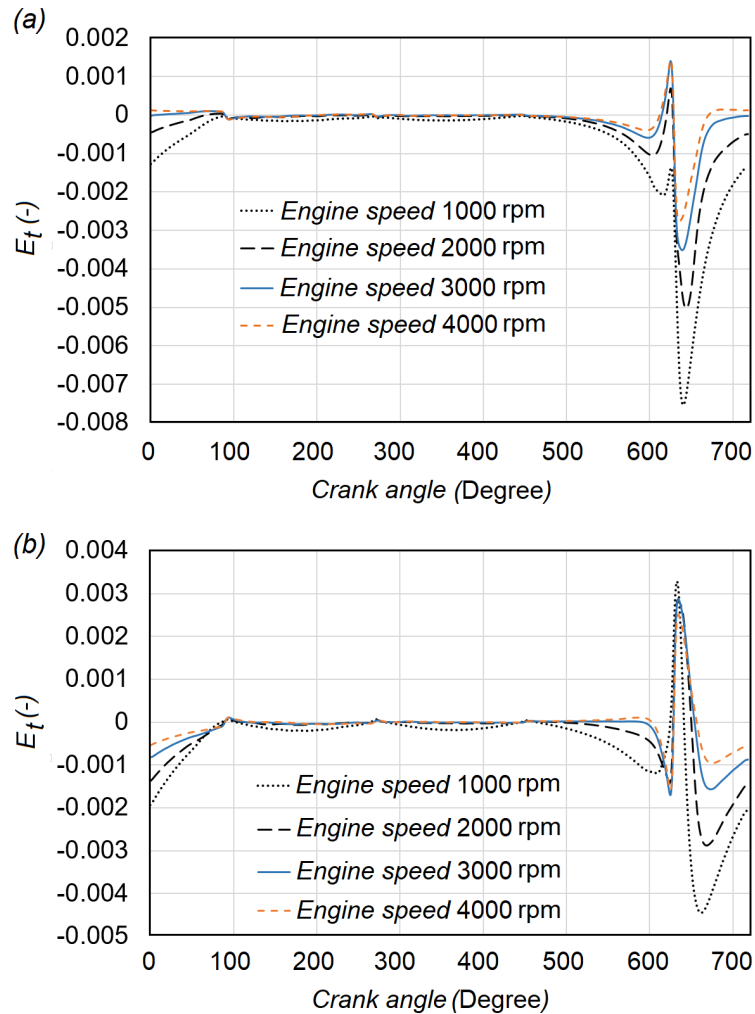 (a)
0.002
0.001
0
-0.001
-0.002
-0.003
-0.004
-0.005
-0.006
-0.007
-0.008
E_t (-)
Engine speed 1000 rpm
Engine speed 2000 rpm
Engine speed 3000 rpm
Engine speed 4000 rpm
0 100 200 300 400 500 600 700
Crank angle (Degree)
(b)
0.004
0.003
0.002
0.001
0
-0.001
-0.002
-0.003
-0.004
-0.005
E_t (-)
Engine speed 1000 rpm
Engine speed 2000 rpm
Engine speed 3000 rpm
Engine speed 4000 rpm
0 100 200 300 400 500 600 700
Crank angle (Degree)